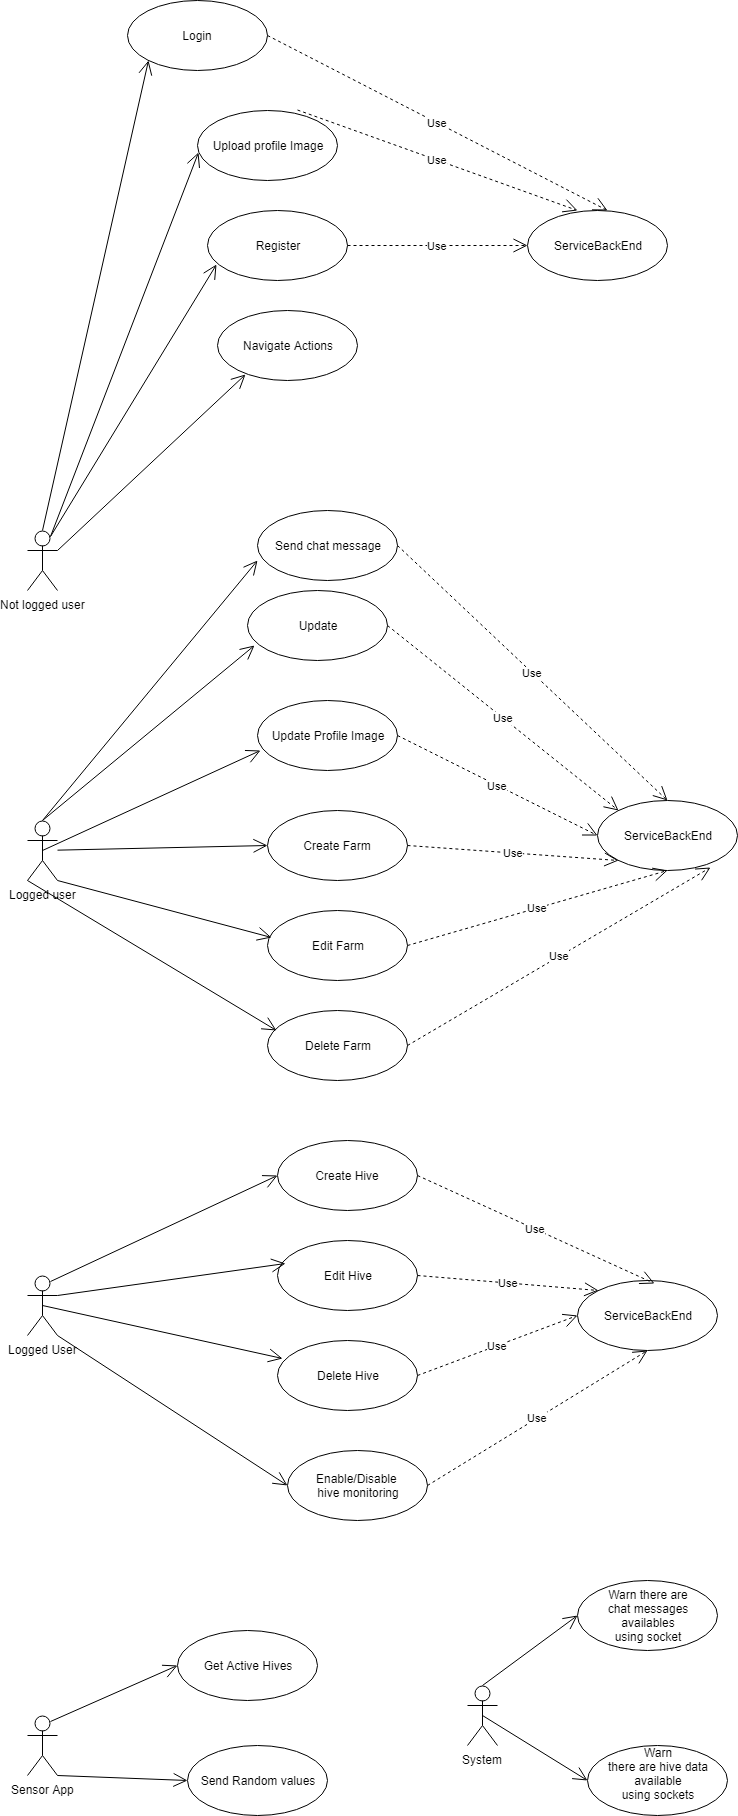 Login
Use
Upload profile Image
Use
Register
Use
ServiceBackEnd
Navigate Actions
Not logged user
Send chat message
Update
Use
Use
Update Profile Image
Use
Create Farm
Use
ServiceBackEnd
Logged user
Edit Farm
Use
Use
Delete Farm
Create Hive
Use
Edit Hive
Use
ServiceBackEnd
Logged User
Delete Hive
Use
Use
Enable/Disable
hive monitoring
Warn there are
chat messages
availables
using socket
Get Active Hives
System
Sensor App
Send Random values
Warn
there are hive data
available
using sockets